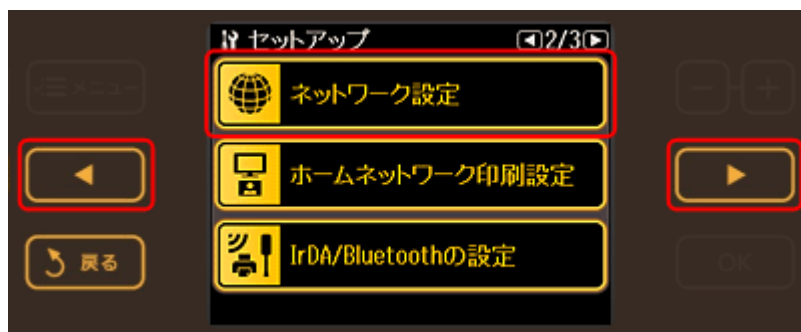 セットアップ
2/3
メニュー
ネットワーク設定
ホームネットワーク印刷設定
戻る
IrDA/Bluetoothの設定
OK